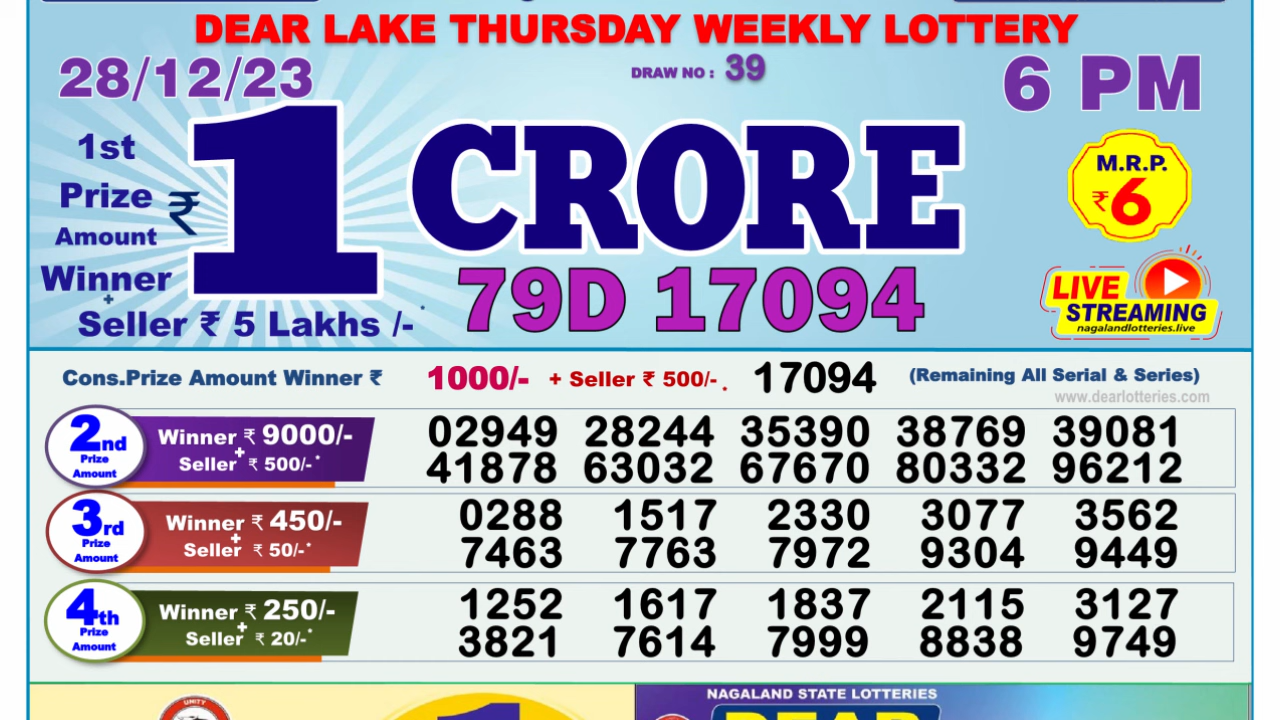 DEAR LAKE THURSDAY WEEKLY LOTTERY
28/12/23
DRAW NO : 39
6 PM
1st
Prize
Amount
Winner
+
Seller ₹ 5 Lakhs /-*
₹ 1 CRORE
79D 17094
M.R.P.
₹6
LIVE
STREAMING
nagalandlotteries.live
Cons.Prize Amount Winner ₹ 1000/- + Seller ₹ 500/- . 17094 (Remaining All Serial & Series)
www.dearlotteries.com
2nd
Prize
Amount
Winner ₹ 9000/-
+
Seller ₹ 500/-*
02949 28244 35390 38769 39081
41878 63032 67670 80332 96212
3rd
Prize
Amount
Winner ₹ 450/-
+
Seller ₹ 50/-*
0288 1517 2330 3077 3562
7463 7763 7972 9304 9449
4th
Prize
Amount
Winner ₹ 250/-
+
Seller ₹ 20/-*
1252 1617 1837 2115 3127
3821 7614 7999 8838 9749
UNITY
1
NAGALAND STATE LOTTERIES
DEAR